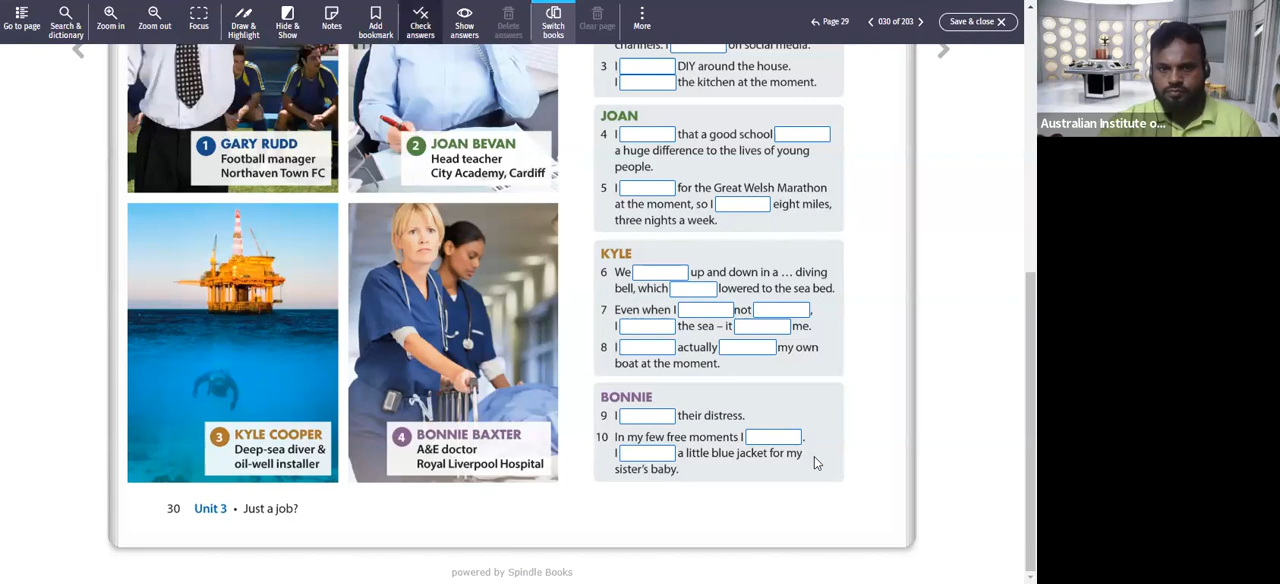 Go to page
Search & dictionary
Zoom in
Zoom out
Focus
Draw & Highlight
Hide & Show
Notes
Add bookmark
Check answers
Show answers
Delete answers
Switch books
Clear page
More
Page 29
030 of 203
Save & close
channels. I on social media.
3 I DIY around the house.
I the kitchen at the moment.
JOAN
4 I that a good school
a huge difference to the lives of young
people.
5 I for the Great Welsh Marathon
at the moment, so I eight miles,
three nights a week.
KYLE
6 We up and down in a … diving
bell, which lowered to the sea bed.
7 Even when I not ,
I the sea – it me.
8 I actually my own
boat at the moment.
BONNIE
9 I their distress.
10 In my few free moments I .
I a little blue jacket for my
sister's baby.
1 GARY RUDD
Football manager
Northaven Town FC
2 JOAN BEVAN
Head teacher
City Academy, Cardiff
3 KYLE COOPER
Deep-sea diver &
oil-well installer
4 BONNIE BAXTER
A&E doctor
Royal Liverpool Hospital
30 Unit 3 • Just a job?
powered by Spindle Books
Australian Institute o...